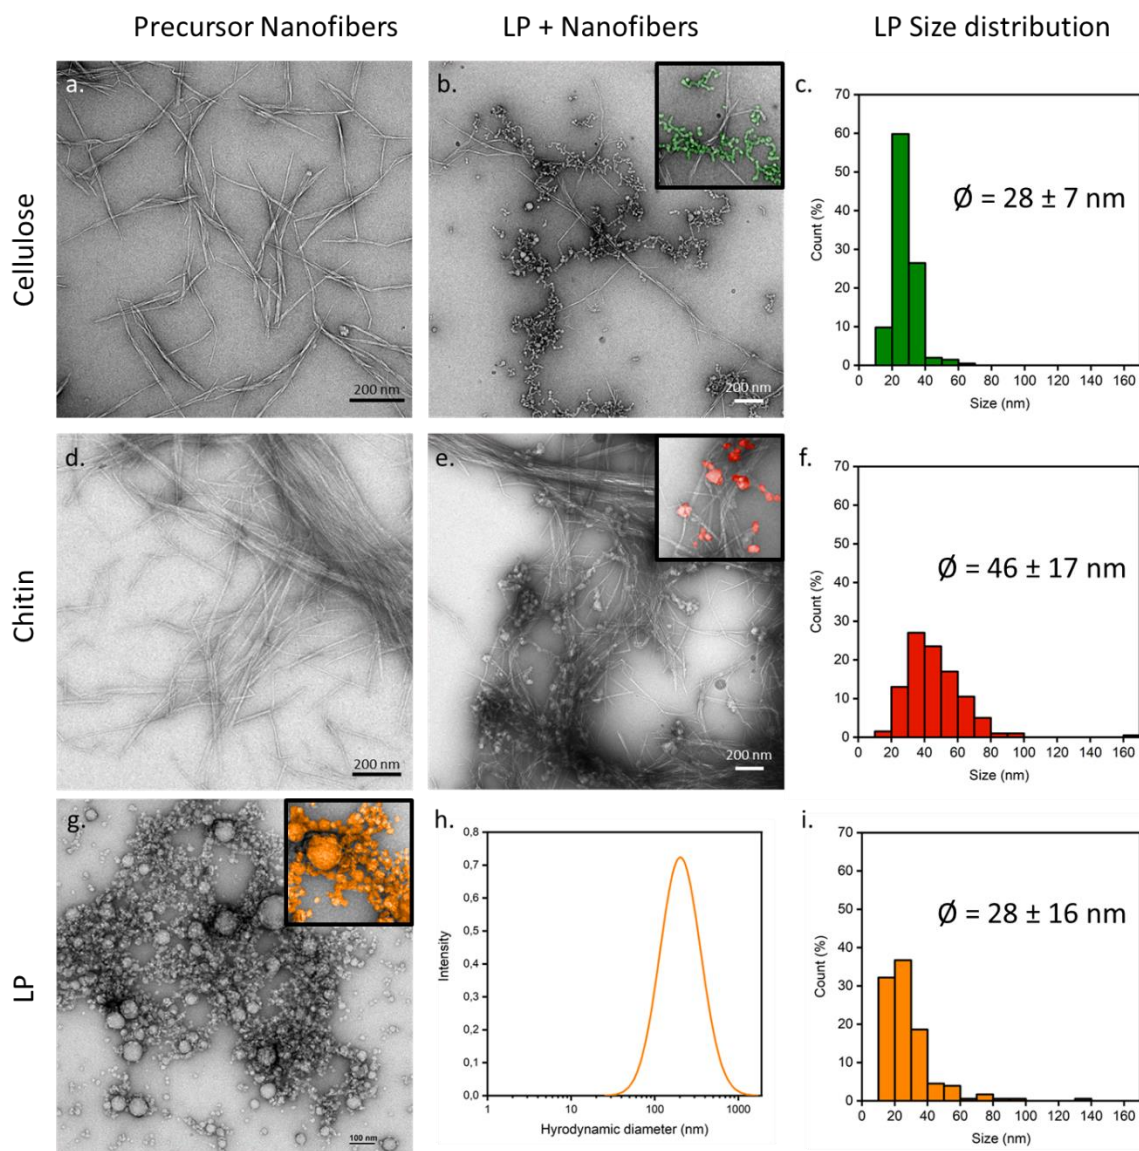 Precursor Nanofibers
LP + Nanofibers
LP Size distribution
Cellulose
a.
200 nm
b.
200 nm
c.
70
60
50
40
30
20
10
0
Count (%)
Ø = 28 ± 7 nm
0 20 40 60 80 100 120 140 160
Size (nm)
Chitin
d.
200 nm
e.
200 nm
f.
70
60
50
40
30
20
10
0
Count (%)
Ø = 46 ± 17 nm
0 20 40 60 80 100 120 140 160
Size (nm)
LP
g.
100 nm
h.
0,8
0,7
0,6
0,5
0,4
0,3
0,2
0,1
0,0
Intensity
1 10 100 1000
Hyrodynamic diameter (nm)
i.
70
60
50
40
30
20
10
0
Count (%)
Ø = 28 ± 16 nm
0 20 40 60 80 100 120 140 160
Size (nm)